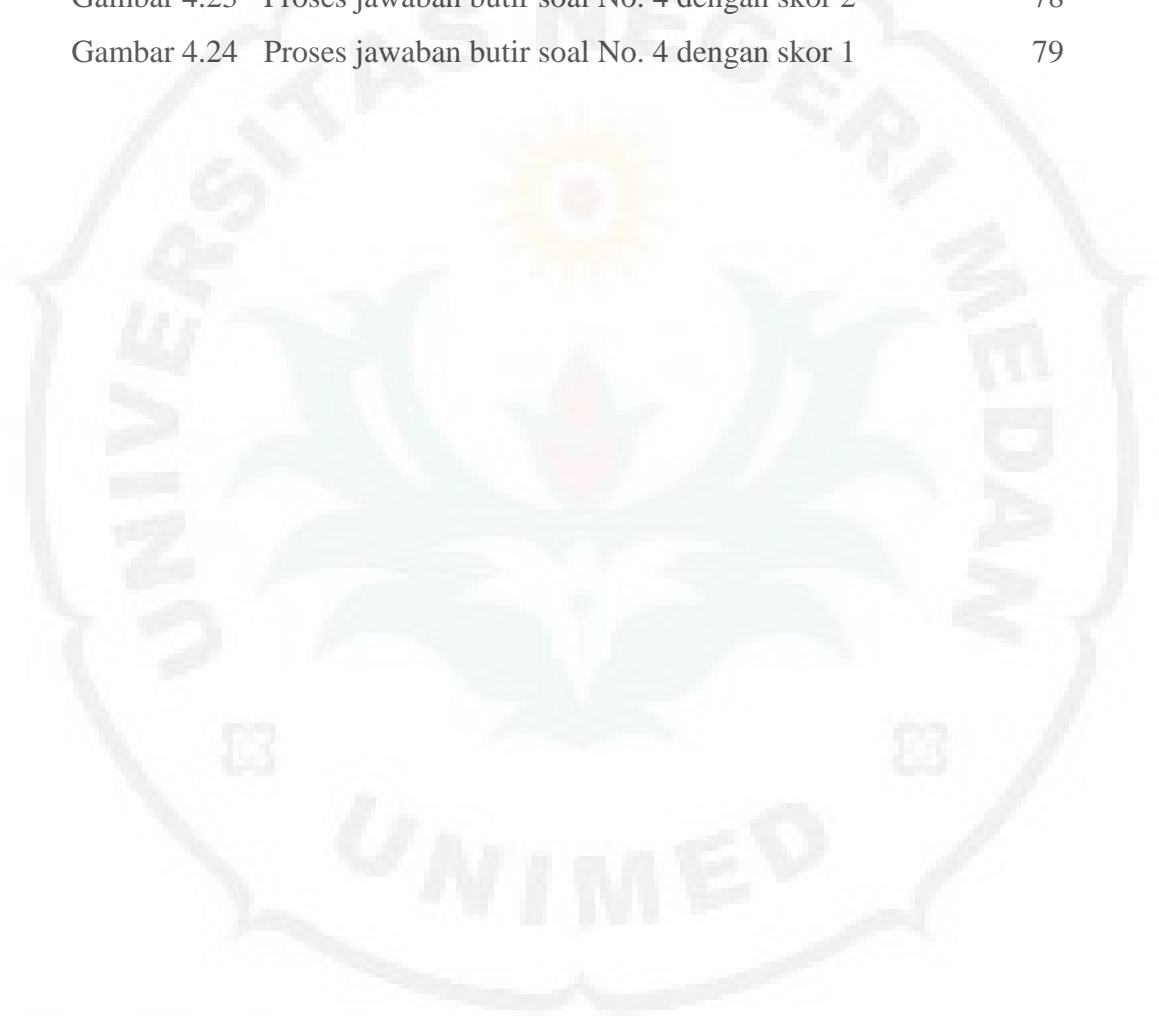 Gambar 4.23 Proses jawaban butir soal No. 4 dengan skor 2 78
Gambar 4.24 Proses jawaban butir soal No. 4 dengan skor 1 79
UNIVERSITAS NEGERI MEDAN
UNIMED